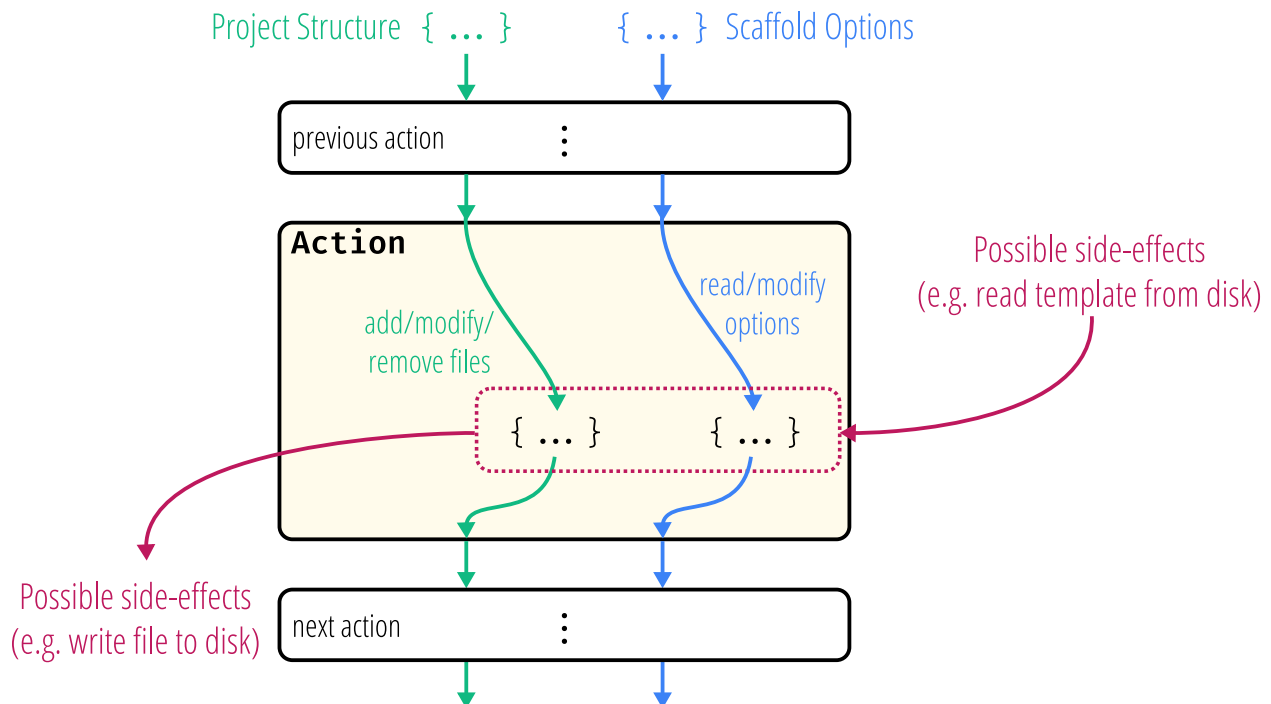 Project Structure { ... } { ... } Scaffold Options
previous action ⋮
Action
Possible side-effects
(e.g. read template from disk)
read/modify
options
add/modify/
remove files
{ ... } { ... }
Possible side-effects
(e.g. write file to disk)
next action ⋮